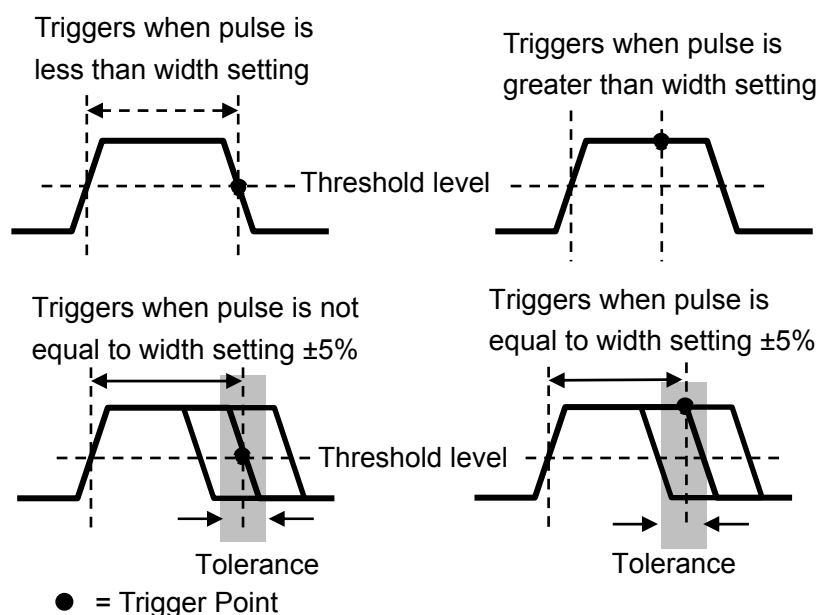 Triggers when pulse is
less than width setting
Triggers when pulse is
greater than width setting
Threshold level
Triggers when pulse is not
equal to width setting ±5%
Triggers when pulse is
equal to width setting ±5%
Threshold level
Tolerance
Tolerance
= Trigger Point